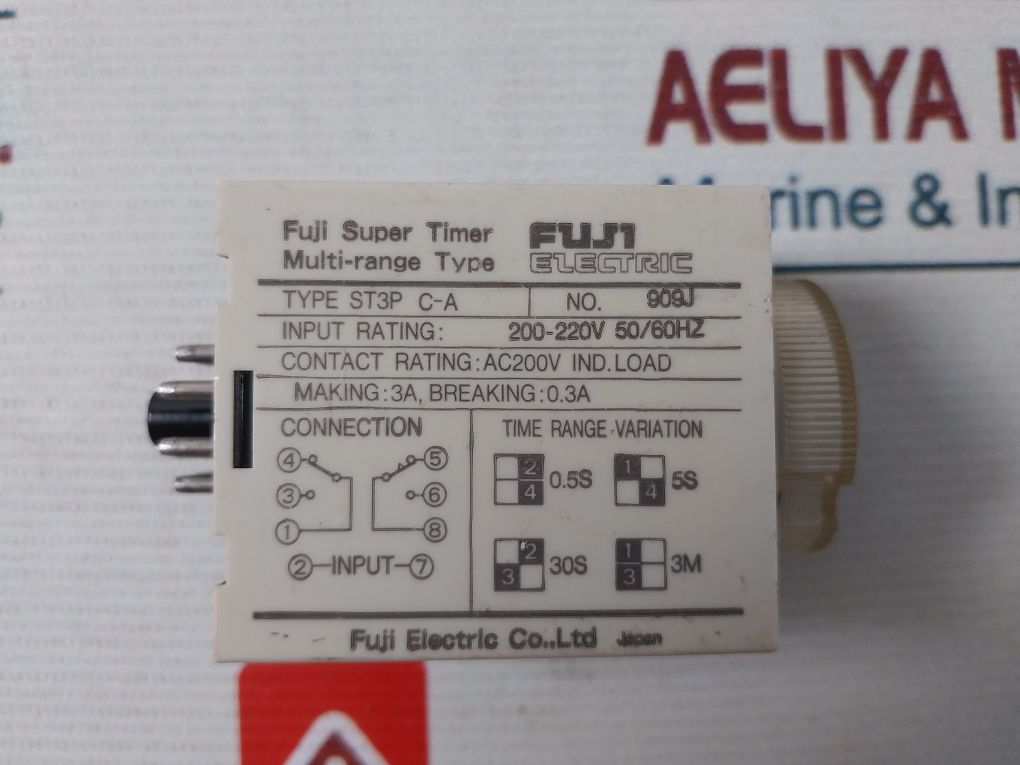 AELIYA
Marine & In
Fuji Super Timer
Multi-range Type
FUJI
ELECTRIC
TYPE ST3P C-A
NO. 909J
INPUT RATING: 200-220V 50/60HZ
CONTACT RATING:AC200V IND.LOAD
MAKING:3A, BREAKING:0.3A
CONNECTION
4 5
3 6
1 8
2 INPUT 7
TIME RANGE VARIATION
2
4 0.5S
1
4 5S
2
3 30S
1
3 3M
Fuji Electric Co.,Ltd Japan